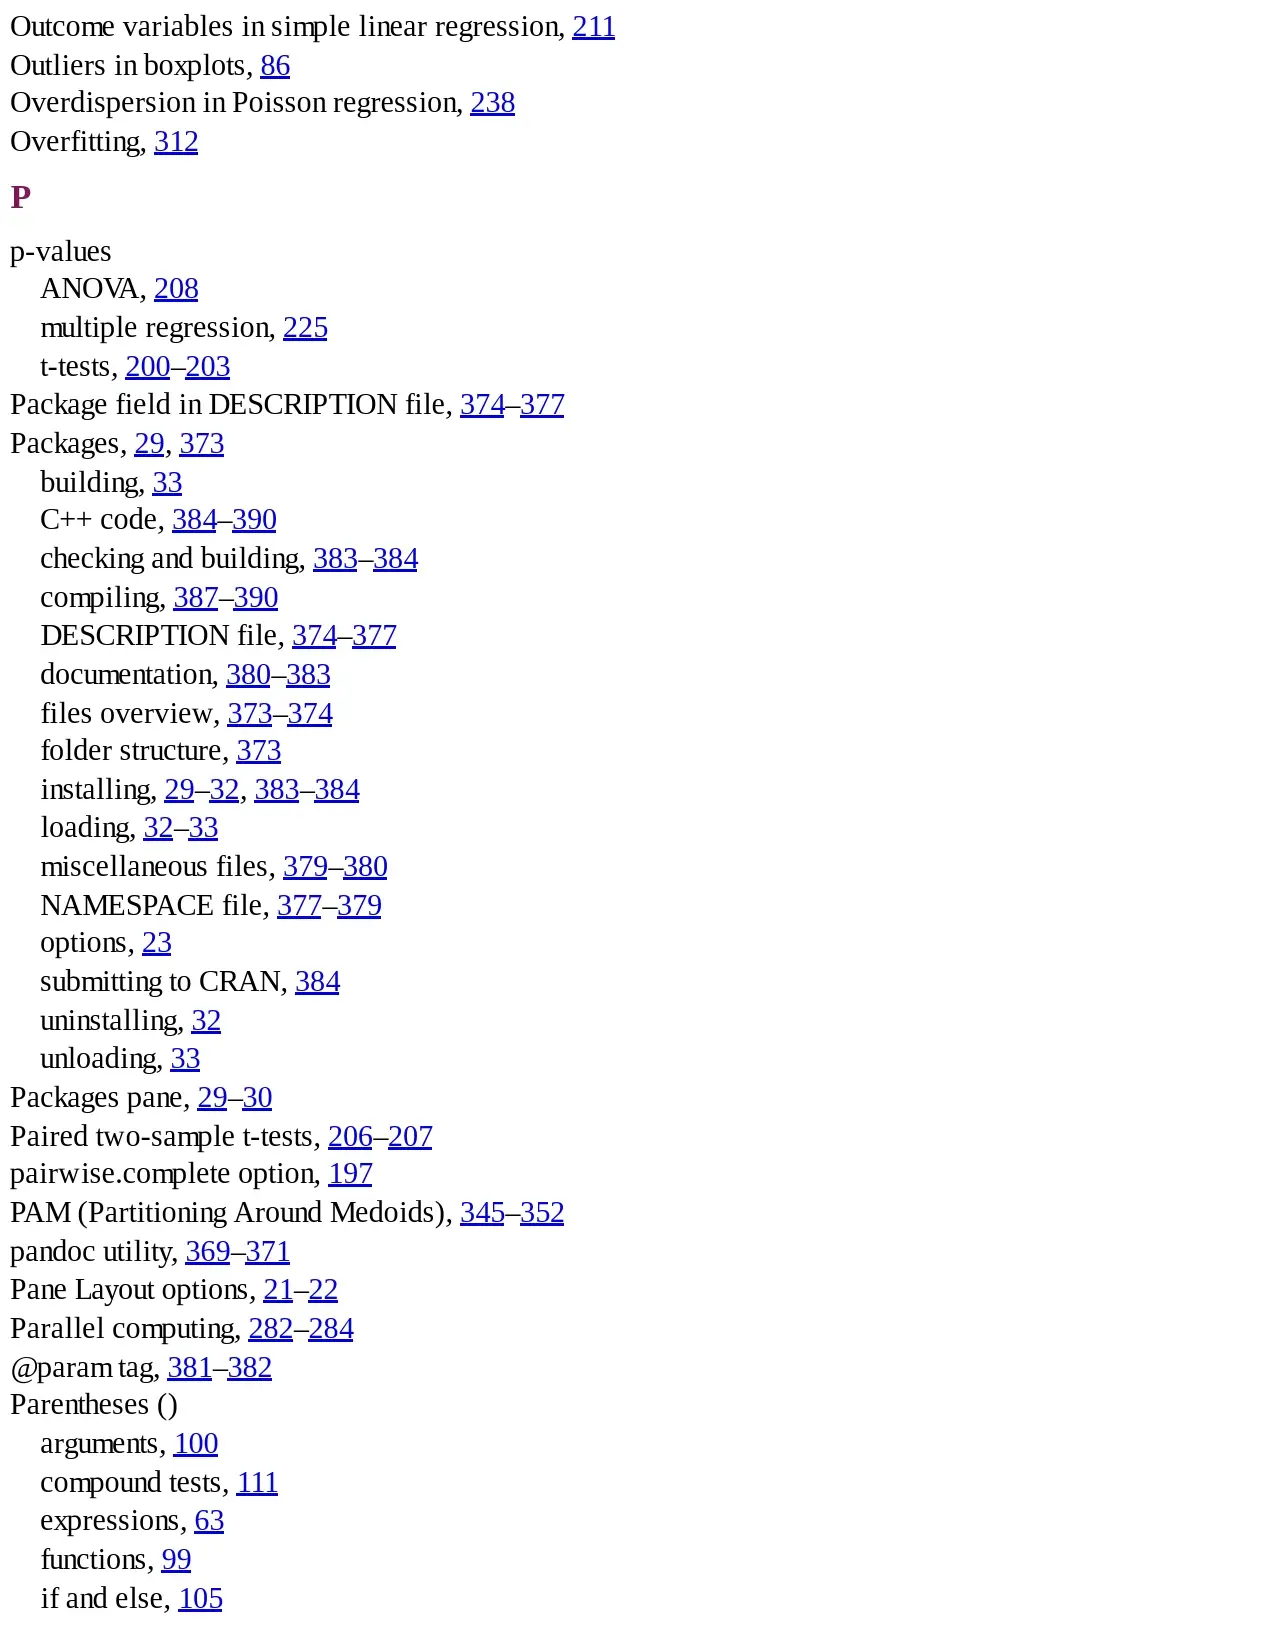 Outcome variables in simple linear regression, 211
Outliers in boxplots, 86
Overdispersion in Poisson regression, 238
Overfitting, 312
P
p-values
ANOVA, 208
multiple regression, 225
t-tests, 200–203
Package field in DESCRIPTION file, 374–377
Packages, 29, 373
building, 33
C++ code, 384–390
checking and building, 383–384
compiling, 387–390
DESCRIPTION file, 374–377
documentation, 380–383
files overview, 373–374
folder structure, 373
installing, 29–32, 383–384
loading, 32–33
miscellaneous files, 379–380
NAMESPACE file, 377–379
options, 23
submitting to CRAN, 384
uninstalling, 32
unloading, 33
Packages pane, 29–30
Paired two-sample t-tests, 206–207
pairwise.complete option, 197
PAM (Partitioning Around Medoids), 345–352
pandoc utility, 369–371
Pane Layout options, 21–22
Parallel computing, 282–284
@param tag, 381–382
Parentheses ()
arguments, 100
compound tests, 111
expressions, 63
functions, 99
if and else, 105